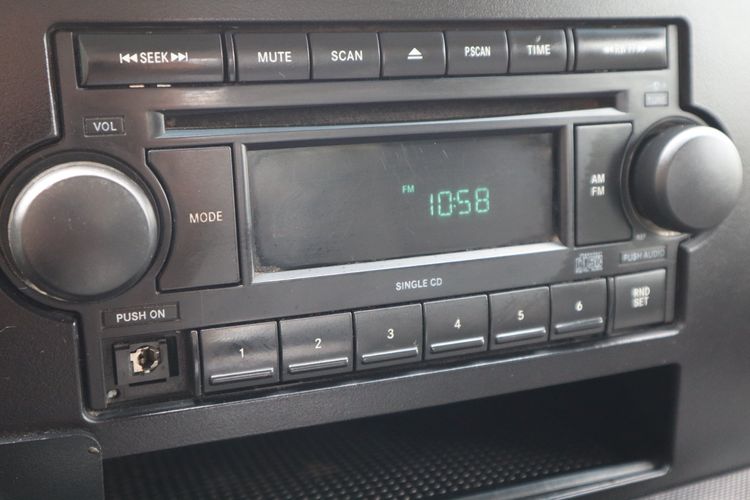 SEEK
MUTE
SCAN
P.SCAN
TIME
VOL
MODE
FM
10:58
AM
FM
SINGLE CD
PUSH AUDIO
PUSH ON
1
2
3
4
5
6
RND
SET